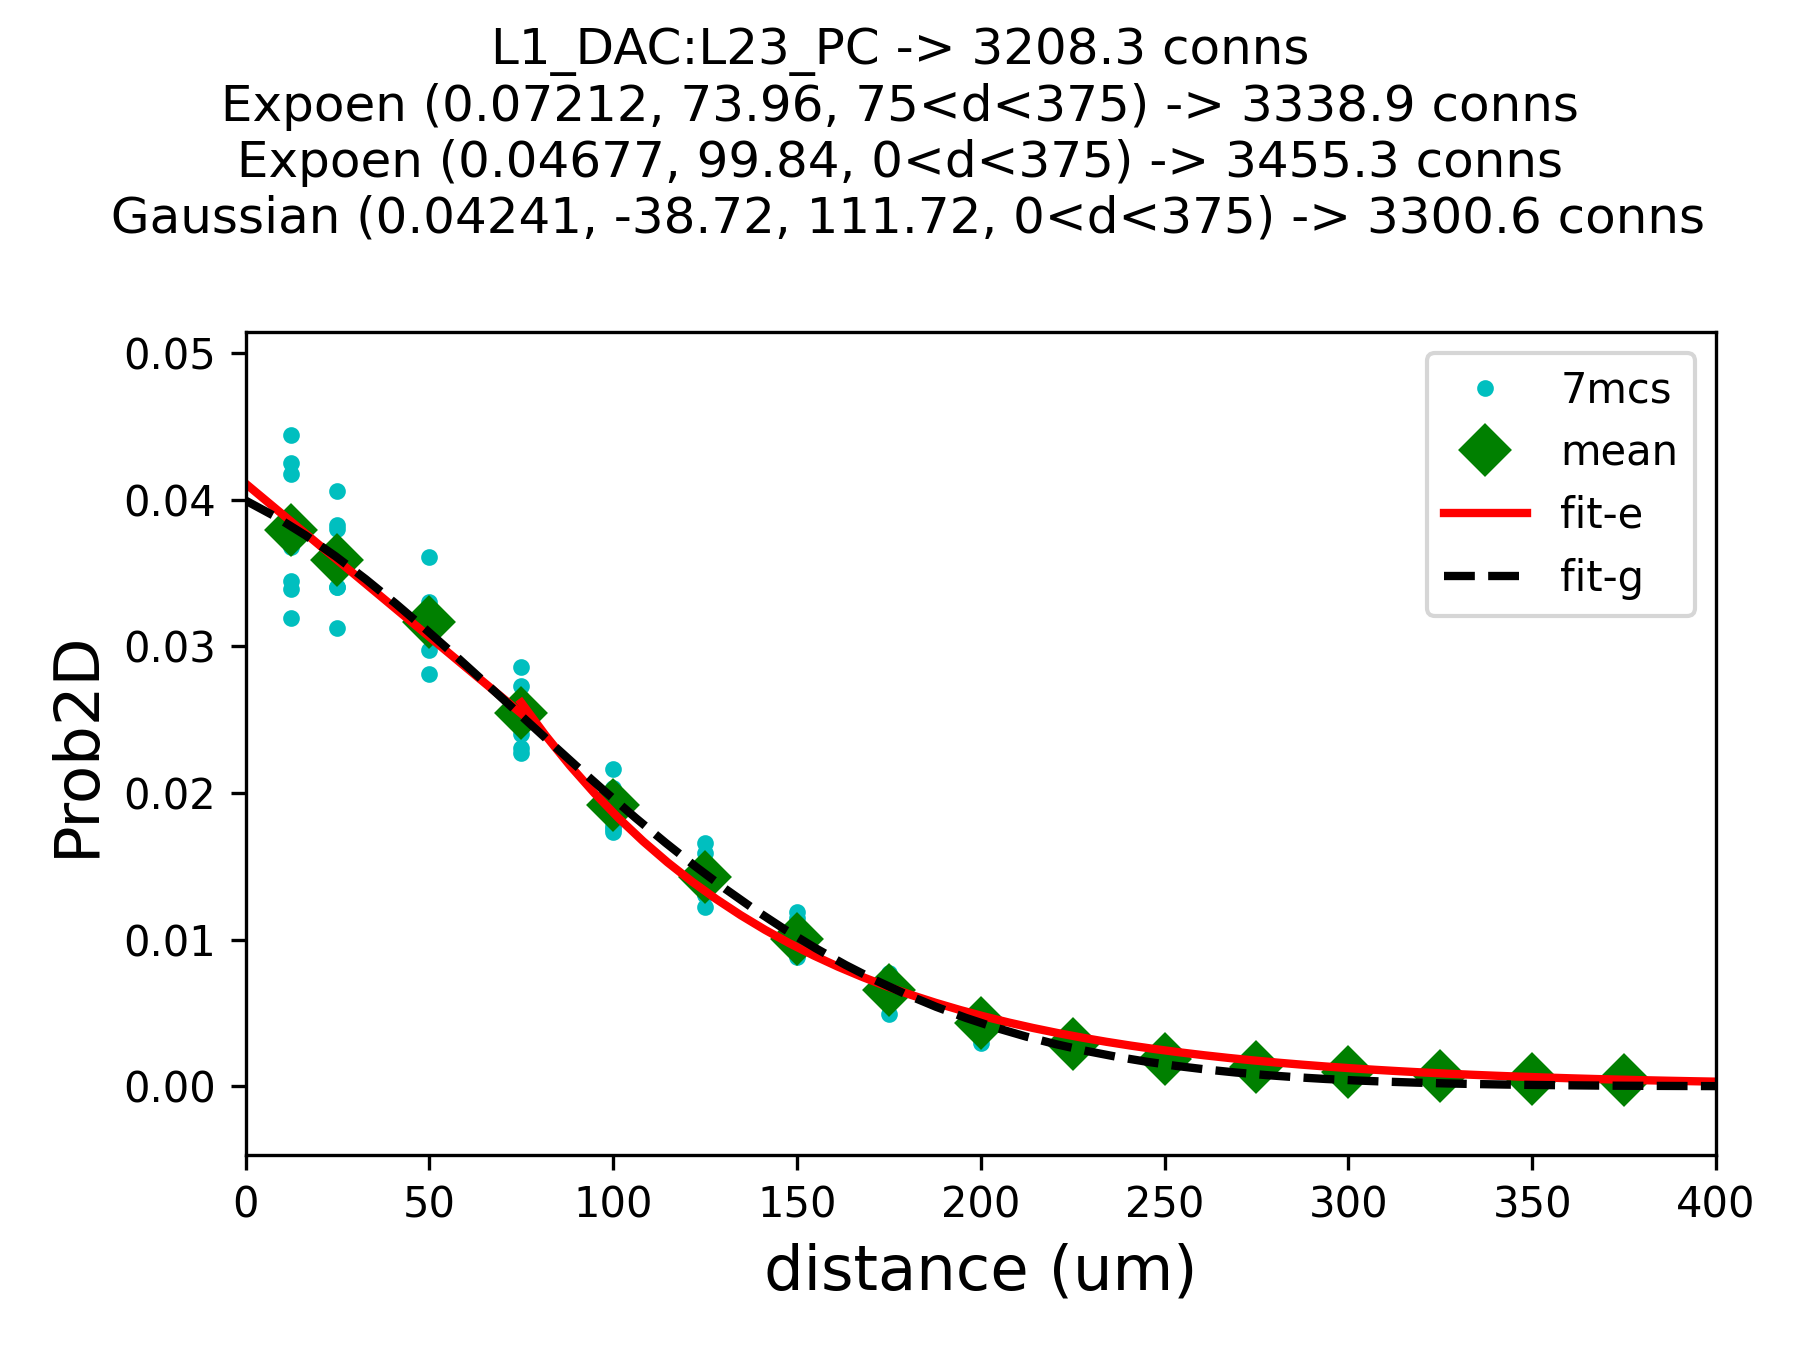 L1_DAC:L23_PC -> 3208.3 conns
Expoen (0.07212, 73.96, 75<d<375) -> 3338.9 conns
Expoen (0.04677, 99.84, 0<d<375) -> 3455.3 conns
Gaussian (0.04241, -38.72, 111.72, 0<d<375) -> 3300.6 conns
0.05
0.04
0.03
0.02
0.01
0.00
Prob2D
7mcs
mean
fit-e
fit-g
0 50 100 150 200 250 300 350 400
distance (um)